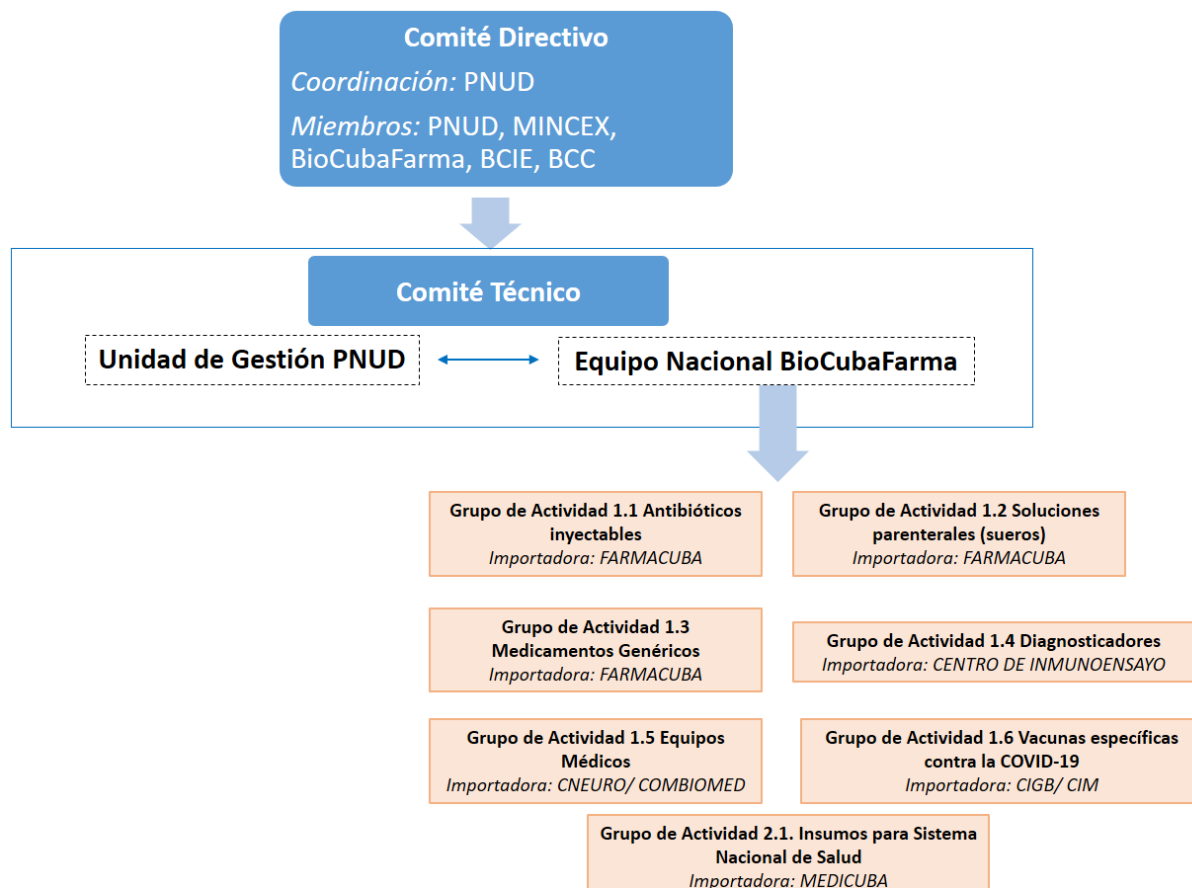 Comité Directivo
Coordinación: PNUD
Miembros: PNUD, MINCEX,
BioCubaFarma, BCIE, BCC
Comité Técnico
Unidad de Gestión PNUD
Equipo Nacional BioCubaFarma
Grupo de Actividad 1.1 Antibióticos
inyectables
Importadora: FARMACUBA
Grupo de Actividad 1.2 Soluciones
parenterales (sueros)
Importadora: FARMACUBA
Grupo de Actividad 1.3
Medicamentos Genéricos
Importadora: FARMACUBA
Grupo de Actividad 1.4 Diagnosticadores
Importadora: CENTRO DE INMUNOENSAYO
Grupo de Actividad 1.5 Equipos
Médicos
Importadora: CNEURO/ COMBIOMED
Grupo de Actividad 1.6 Vacunas específicas
contra la COVID-19
Importadora: CIGB/ CIM
Grupo de Actividad 2.1. Insumos para Sistema
Nacional de Salud
Importadora: MEDICUBA